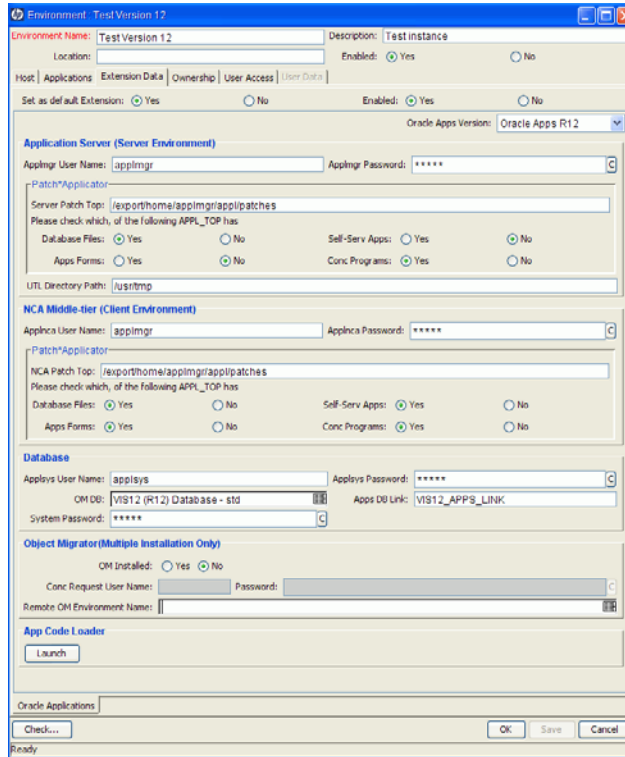 Environment : Test Version 12
Environment Name: Test Version 12 Description: Test instance
Location: Enabled: Yes No
Host Applications Extension Data Ownership User Access User Data
Set as default Extension: Yes No Enabled: Yes No
Oracle Apps Version: Oracle Apps R12
Application Server (Server Environment)
Applmgr User Name: applmgr Applmgr Password: ***** C
Patch*Applicator
Server Patch Top: /export/home/applmgr/appl/patches
Please check which, of the following APPL_TOP has
Database Files: Yes No Self-Serv Apps: Yes No
Apps Forms: Yes No Conc Programs: Yes No
UTL Directory Path: /usr/tmp
NCA Middle-tier (Client Environment)
Applnca User Name: applmgr Applnca Password: ***** C
Patch*Applicator
NCA Patch Top: /export/home/applmgr/appl/patches
Please check which, of the following APPL_TOP has
Database Files: Yes No Self-Serv Apps: Yes No
Apps Forms: Yes No Conc Programs: Yes No
Database
Applsys User Name: applsys Applsys Password: ***** C
OM DB: VIS12 (R12) Database - std Apps DB Link: VIS12_APPS_LINK
System Password: ***** C
Object Migrator(Multiple Installation Only)
OM Installed: Yes No
Conc Request User Name: Password: C
Remote OM Environment Name:
App Code Loader
Launch
Oracle Applications
Check... OK Save Cancel
Ready